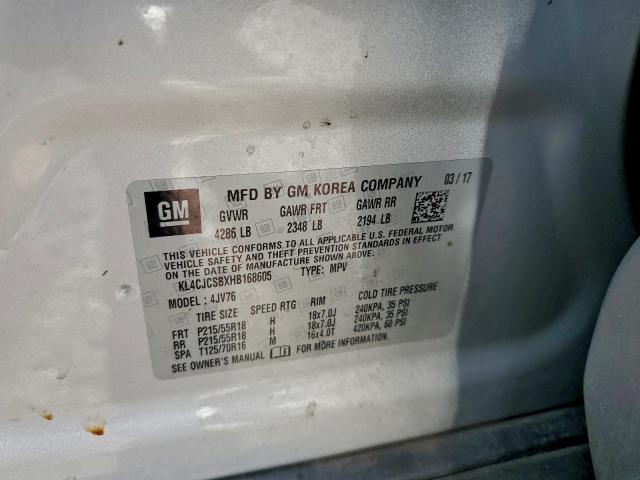 GM
MFD BY GM KOREA COMPANY 03 / 17
GVWR GAWR FRT GAWR RR
4286 LB 2348 LB 2194 LB
THIS VEHICLE CONFORMS TO ALL APPLICABLE U.S. FEDERAL MOTOR
VEHICLE SAFETY AND THEFT PREVENTION STANDARDS IN EFFECT
ON THE DATE OF MANUFACTURE SHOWN ABOVE.
KL4CJCSBXHB168605 TYPE: MPV
MODEL: 4JV76
TIRE SIZE SPEED RTG RIM COLD TIRE PRESSURE
FRT P215/55R18 H 18x7.0J 240KPA, 35 PSI
RR P215/55R18 H 18x7.0J 240KPA, 35 PSI
SPA T125/70R16 M 16x4.0T 420KPA, 60 PSI
SEE OWNER'S MANUAL FOR MORE INFORMATION.